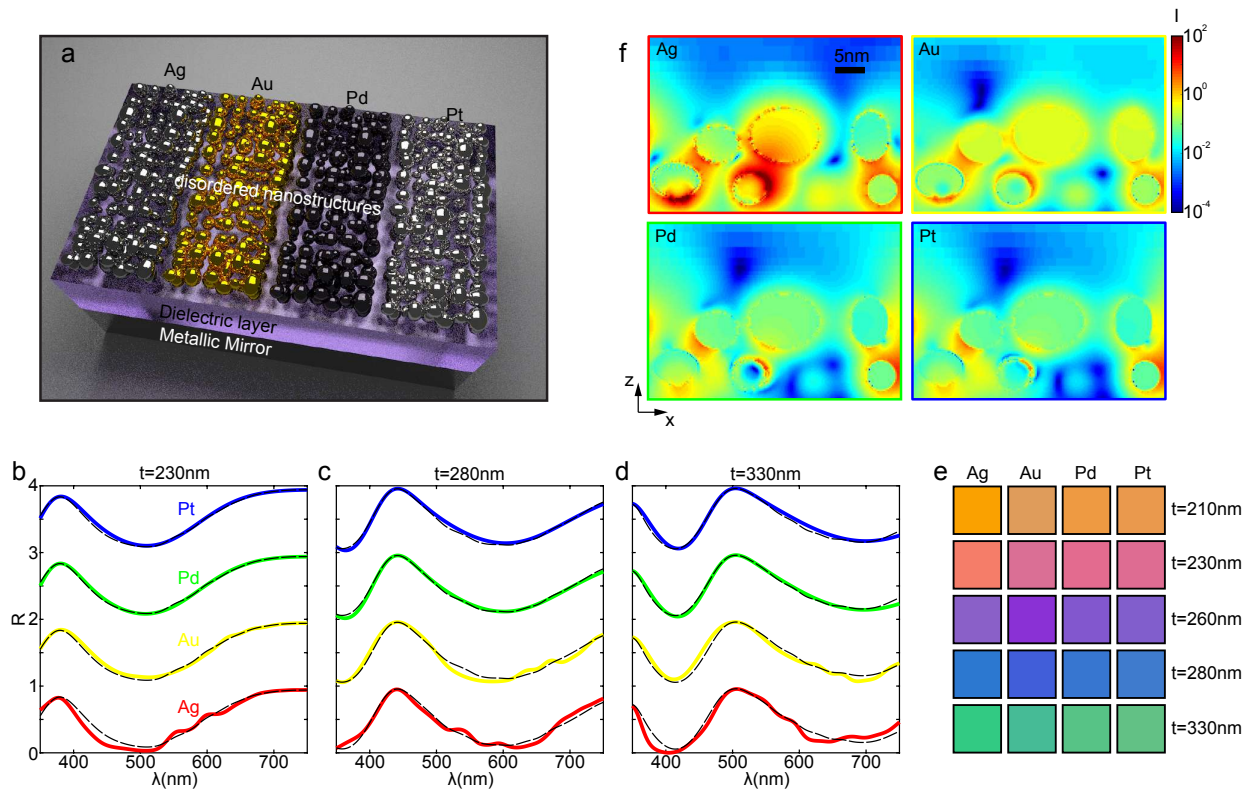 a
Ag
Au
Pd
Pt
disordered nanostructures
Dielectric layer
Metallic Mirror
f
Ag
5nm
Au
Pd
Pt
I
10^2
10^0
10^-2
10^-4
z
x
b
t=230nm
c
t=280nm
d
t=330nm
R
4
3
2
1
0
Pt
Pd
Au
Ag
400 500 600 700
λ(nm)
400 500 600 700
λ(nm)
400 500 600 700
λ(nm)
e
Ag Au Pd Pt
t=210nm
t=230nm
t=260nm
t=280nm
t=330nm